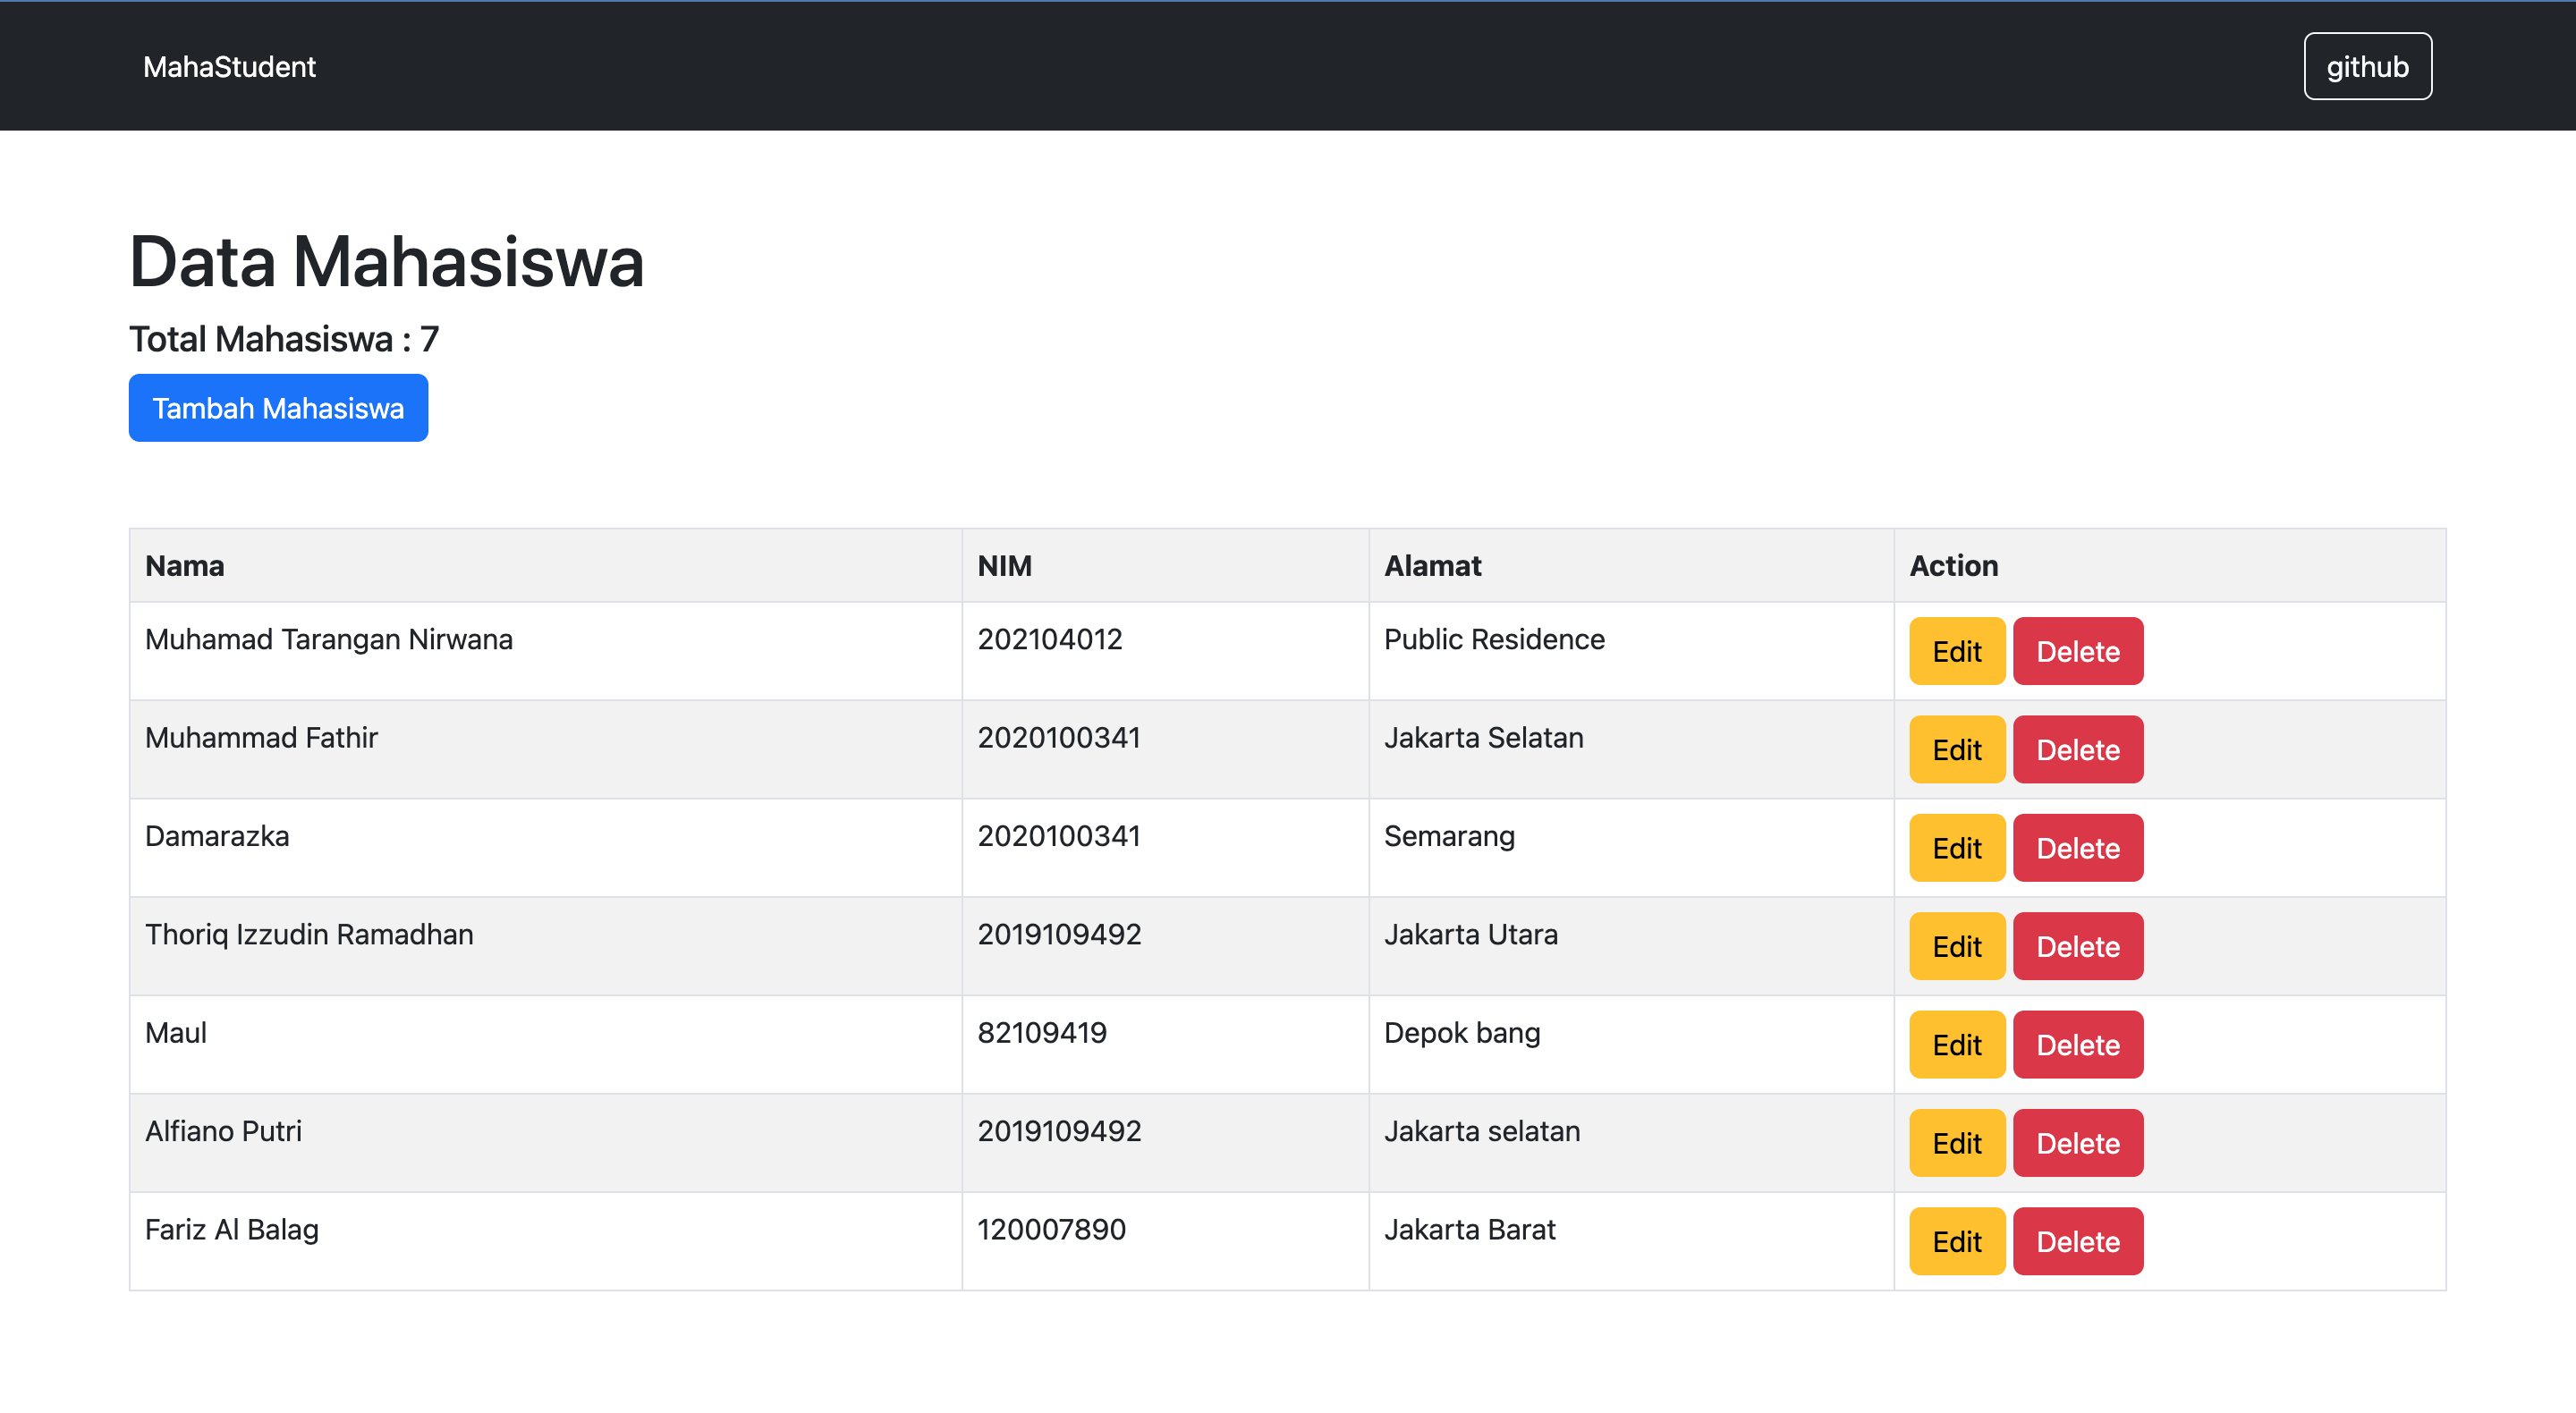 MahaStudent github
Data Mahasiswa
Total Mahasiswa : 7
Tambah Mahasiswa
Nama NIM Alamat Action
Muhamad Tarangan Nirwana 202104012 Public Residence Edit Delete
Muhammad Fathir 2020100341 Jakarta Selatan Edit Delete
Damarazka 2020100341 Semarang Edit Delete
Thoriq Izzudin Ramadhan 2019109492 Jakarta Utara Edit Delete
Maul 82109419 Depok bang Edit Delete
Alfiano Putri 2019109492 Jakarta selatan Edit Delete
Fariz Al Balag 120007890 Jakarta Barat Edit Delete